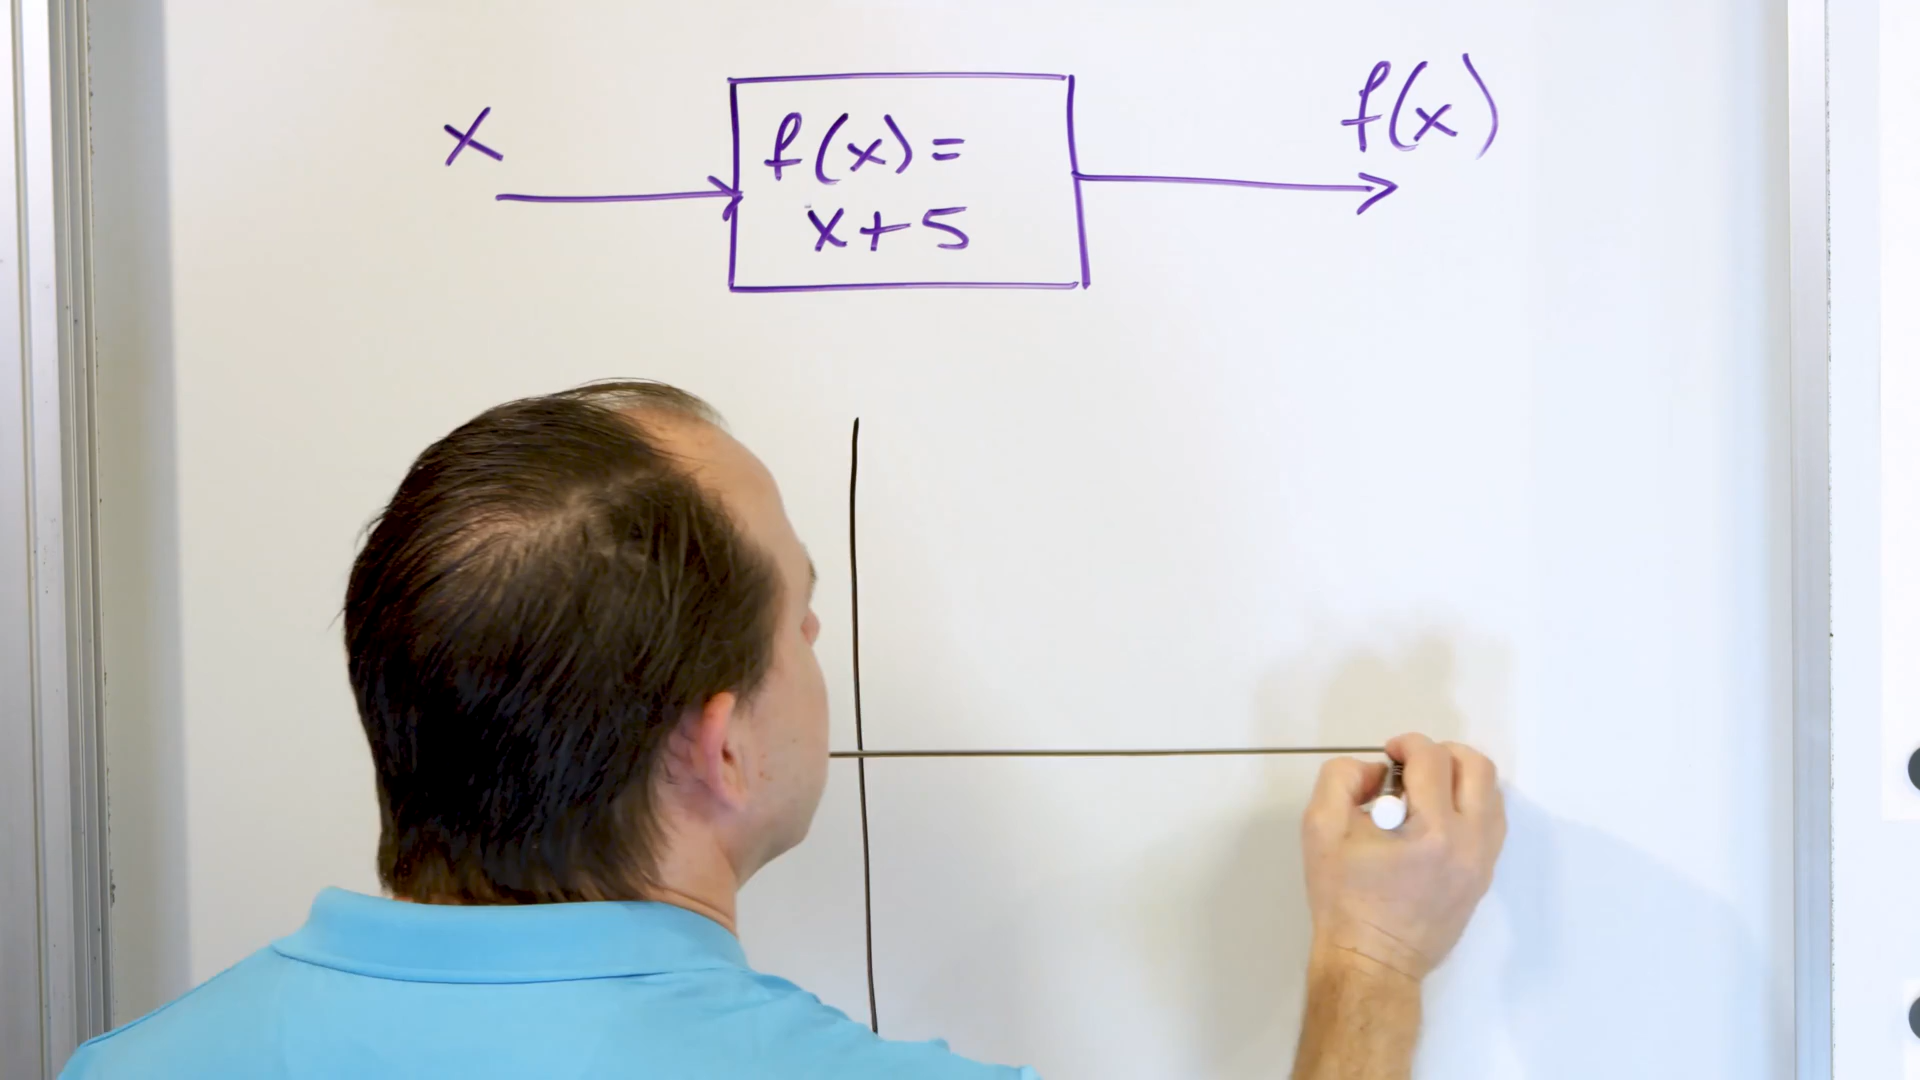 x
f(x) =
x + 5
f(x)